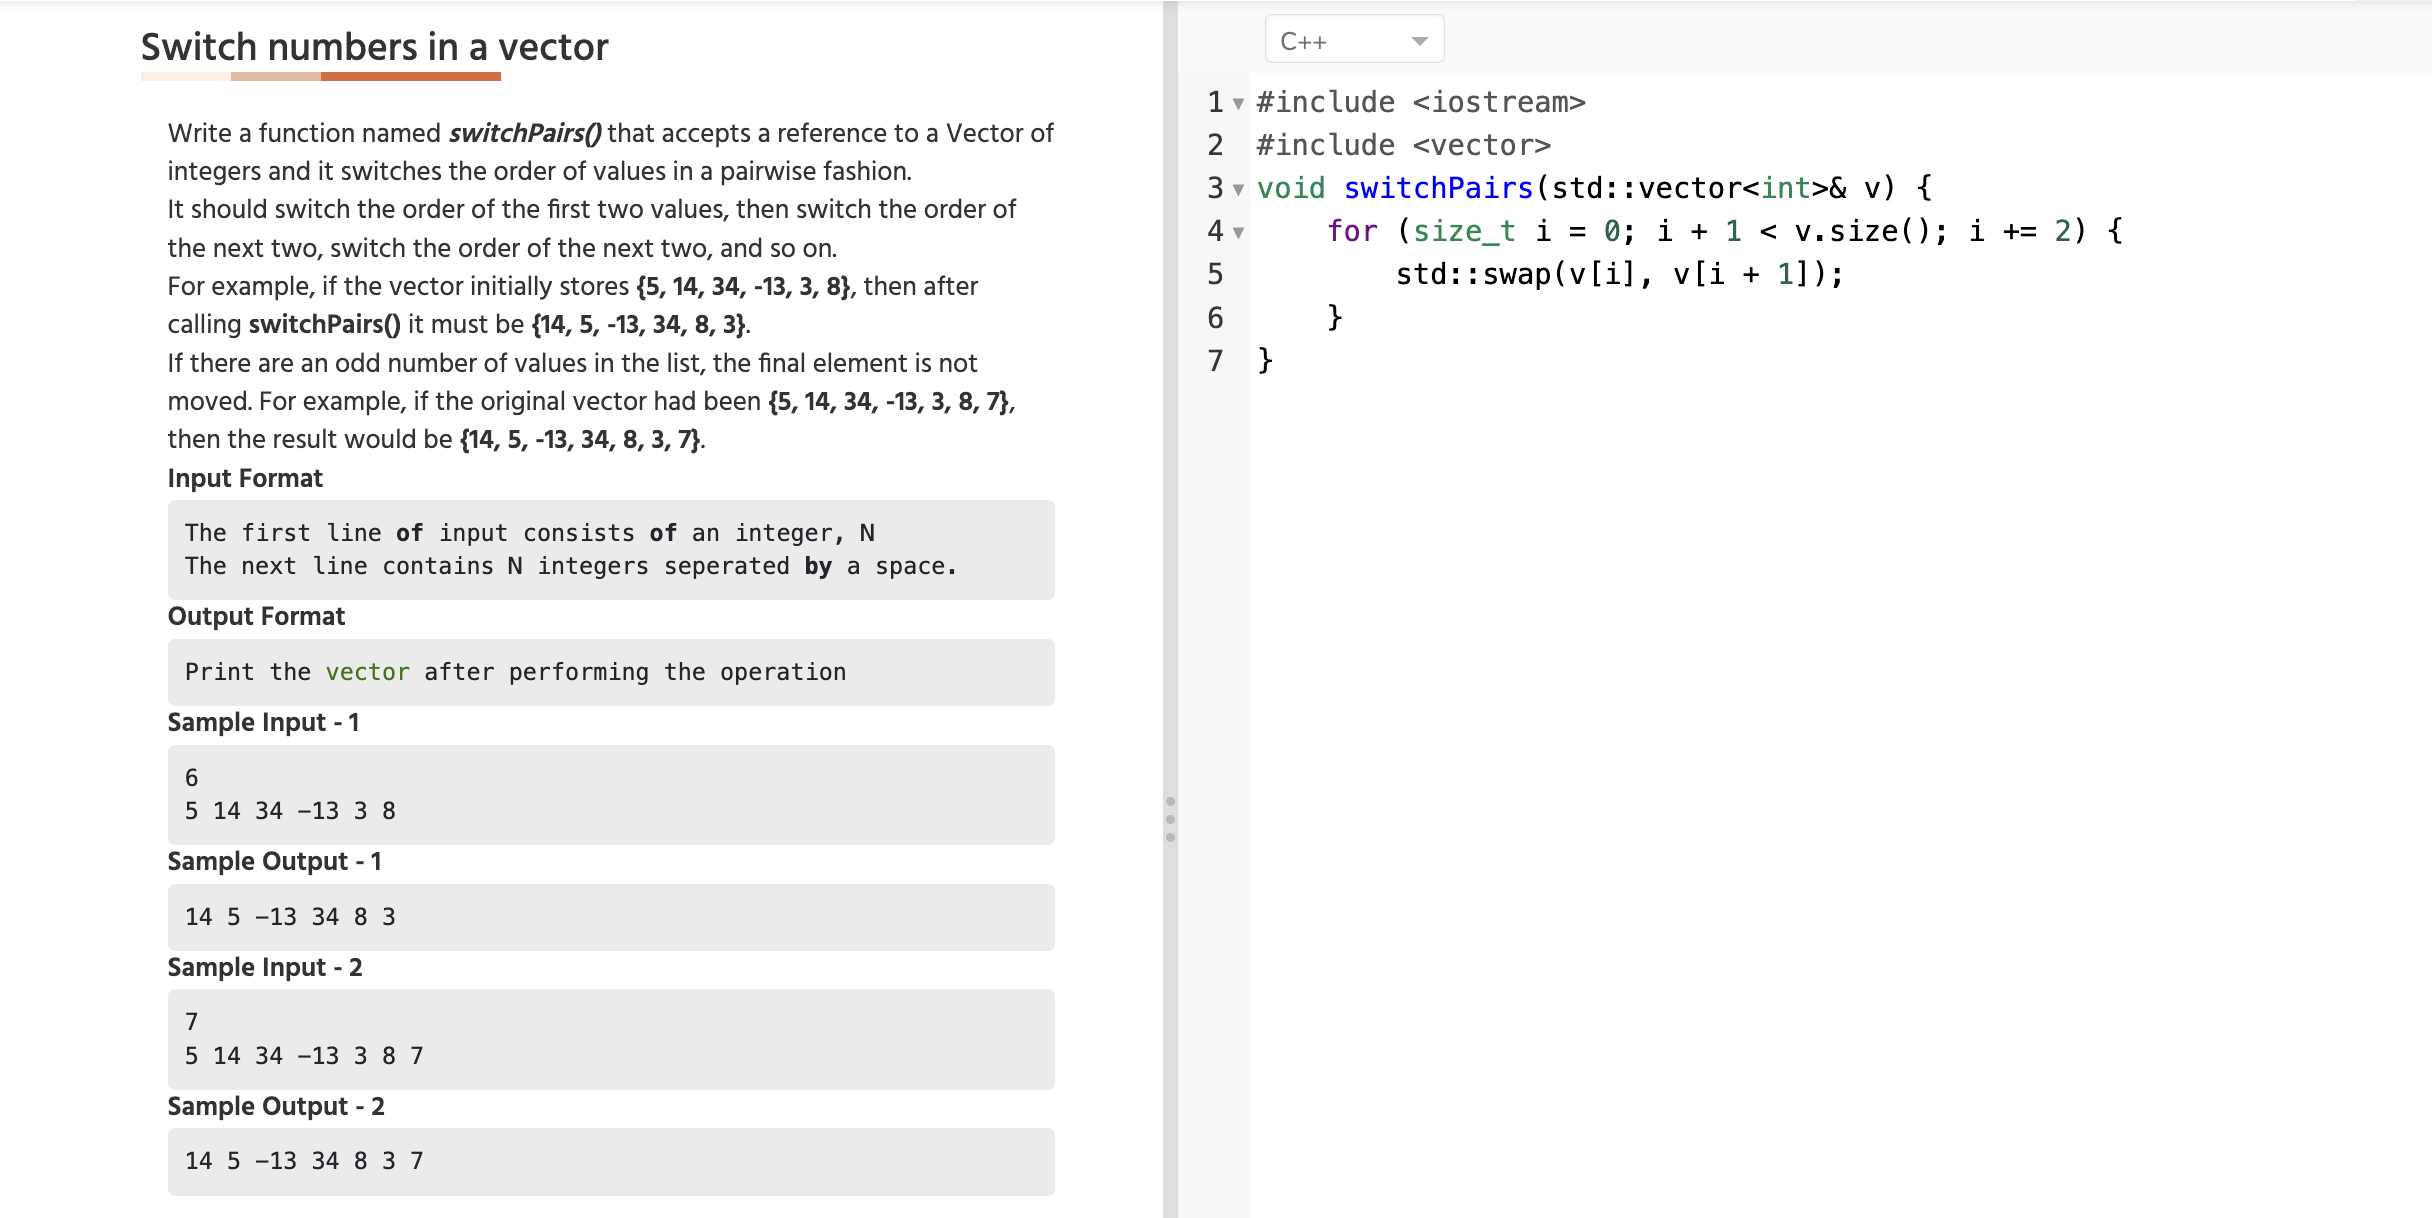 Switch numbers in a vector
Write a function named switchPairs() that accepts a reference to a Vector of
integers and it switches the order of values in a pairwise fashion.
It should switch the order of the first two values, then switch the order of
the next two, switch the order of the next two, and so on.
For example, if the vector initially stores {5, 14, 34, -13, 3, 8}, then after
calling switchPairs() it must be {14, 5, -13, 34, 8, 3}.
If there are an odd number of values in the list, the final element is not
moved. For example, if the original vector had been {5, 14, 34, -13, 3, 8, 7},
then the result would be {14, 5, -13, 34, 8, 3, 7}.
Input Format
The first line of input consists of an integer, N
The next line contains N integers seperated by a space.
Output Format
Print the vector after performing the operation
Sample Input - 1
6
5 14 34 –13 3 8
Sample Output - 1
14 5 –13 34 8 3
Sample Input - 2
7
5 14 34 –13 3 8 7
Sample Output - 2
14 5 –13 34 8 3 7
C++
1 #include <iostream>
2 #include <vector>
3 void switchPairs(std::vector<int>& v) {
4     for (size_t i = 0; i + 1 < v.size(); i += 2) {
5         std::swap(v[i], v[i + 1]);
6     }
7 }